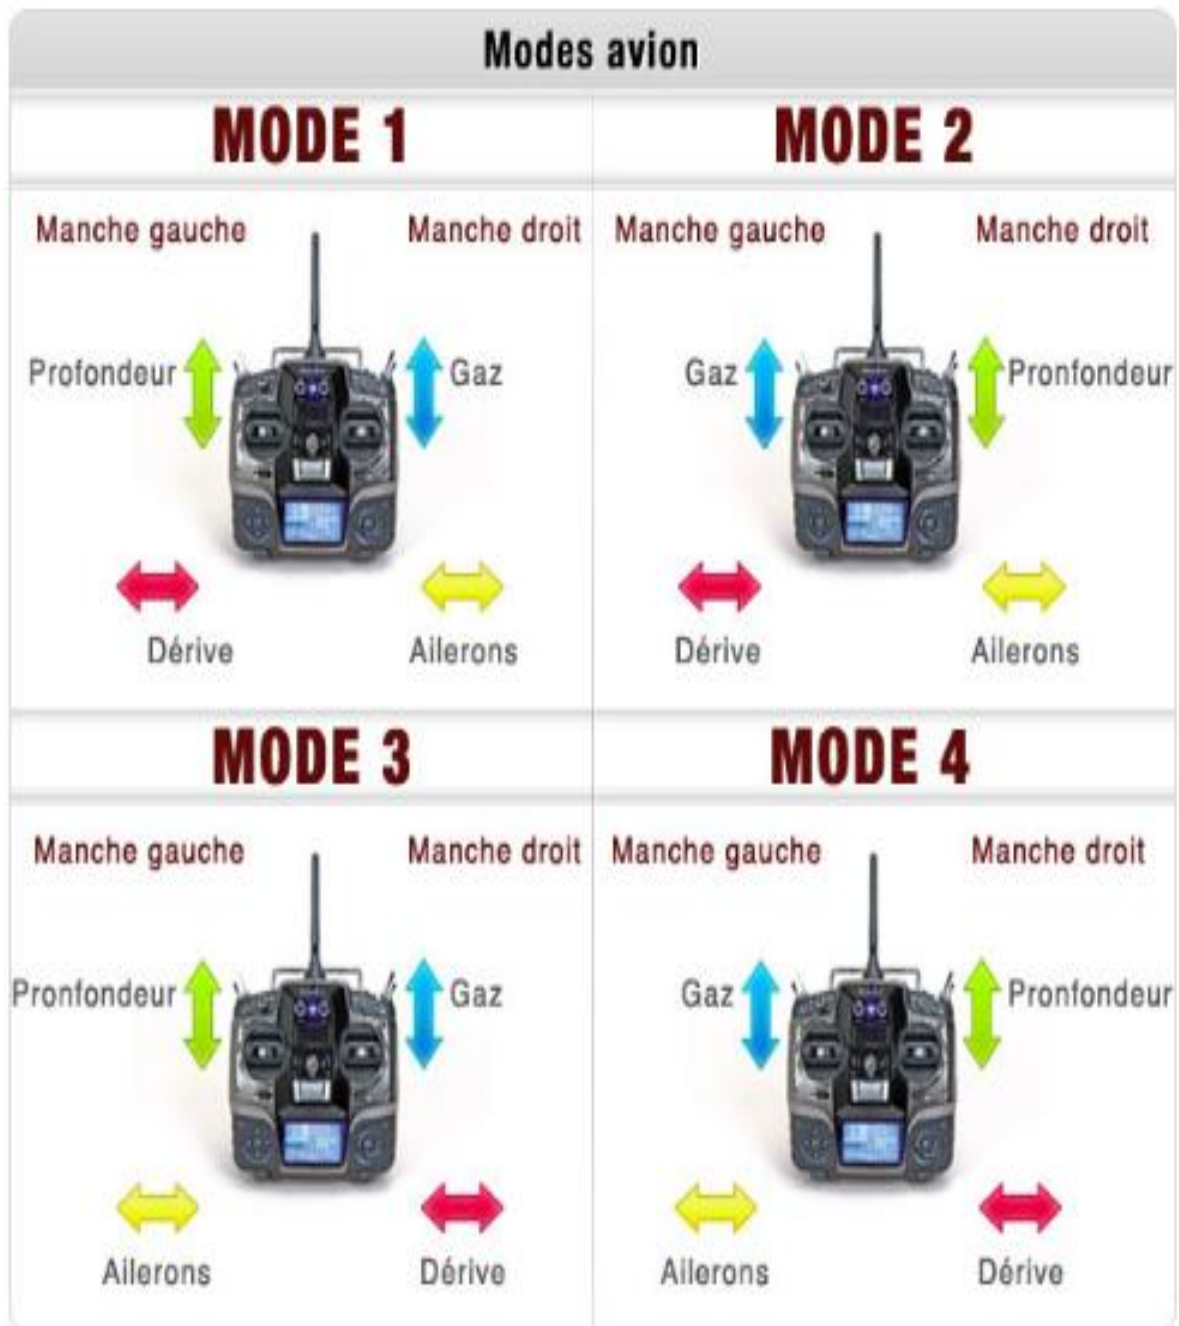 Modes avion
MODE 1
MODE 2
Manche gauche
Manche droit
Manche gauche
Manche droit
Profondeur
Gaz
Gaz
Pronfondeur
Dérive
Ailerons
Dérive
Ailerons
MODE 3
MODE 4
Manche gauche
Manche droit
Manche gauche
Manche droit
Pronfondeur
Gaz
Gaz
Pronfondeur
Ailerons
Dérive
Ailerons
Dérive